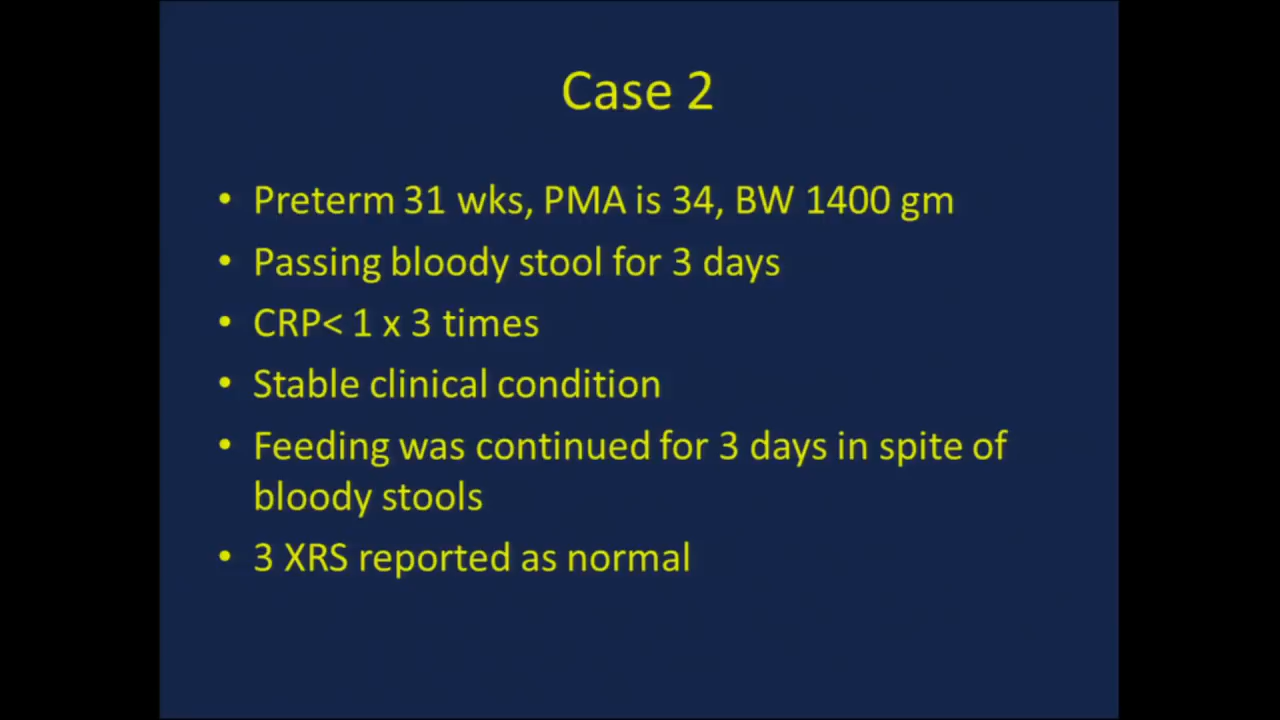 Case 2
• Preterm 31 wks, PMA is 34, BW 1400 gm
• Passing bloody stool for 3 days
• CRP< 1 x 3 times
• Stable clinical condition
• Feeding was continued for 3 days in spite of
bloody stools
• 3 XRS reported as normal